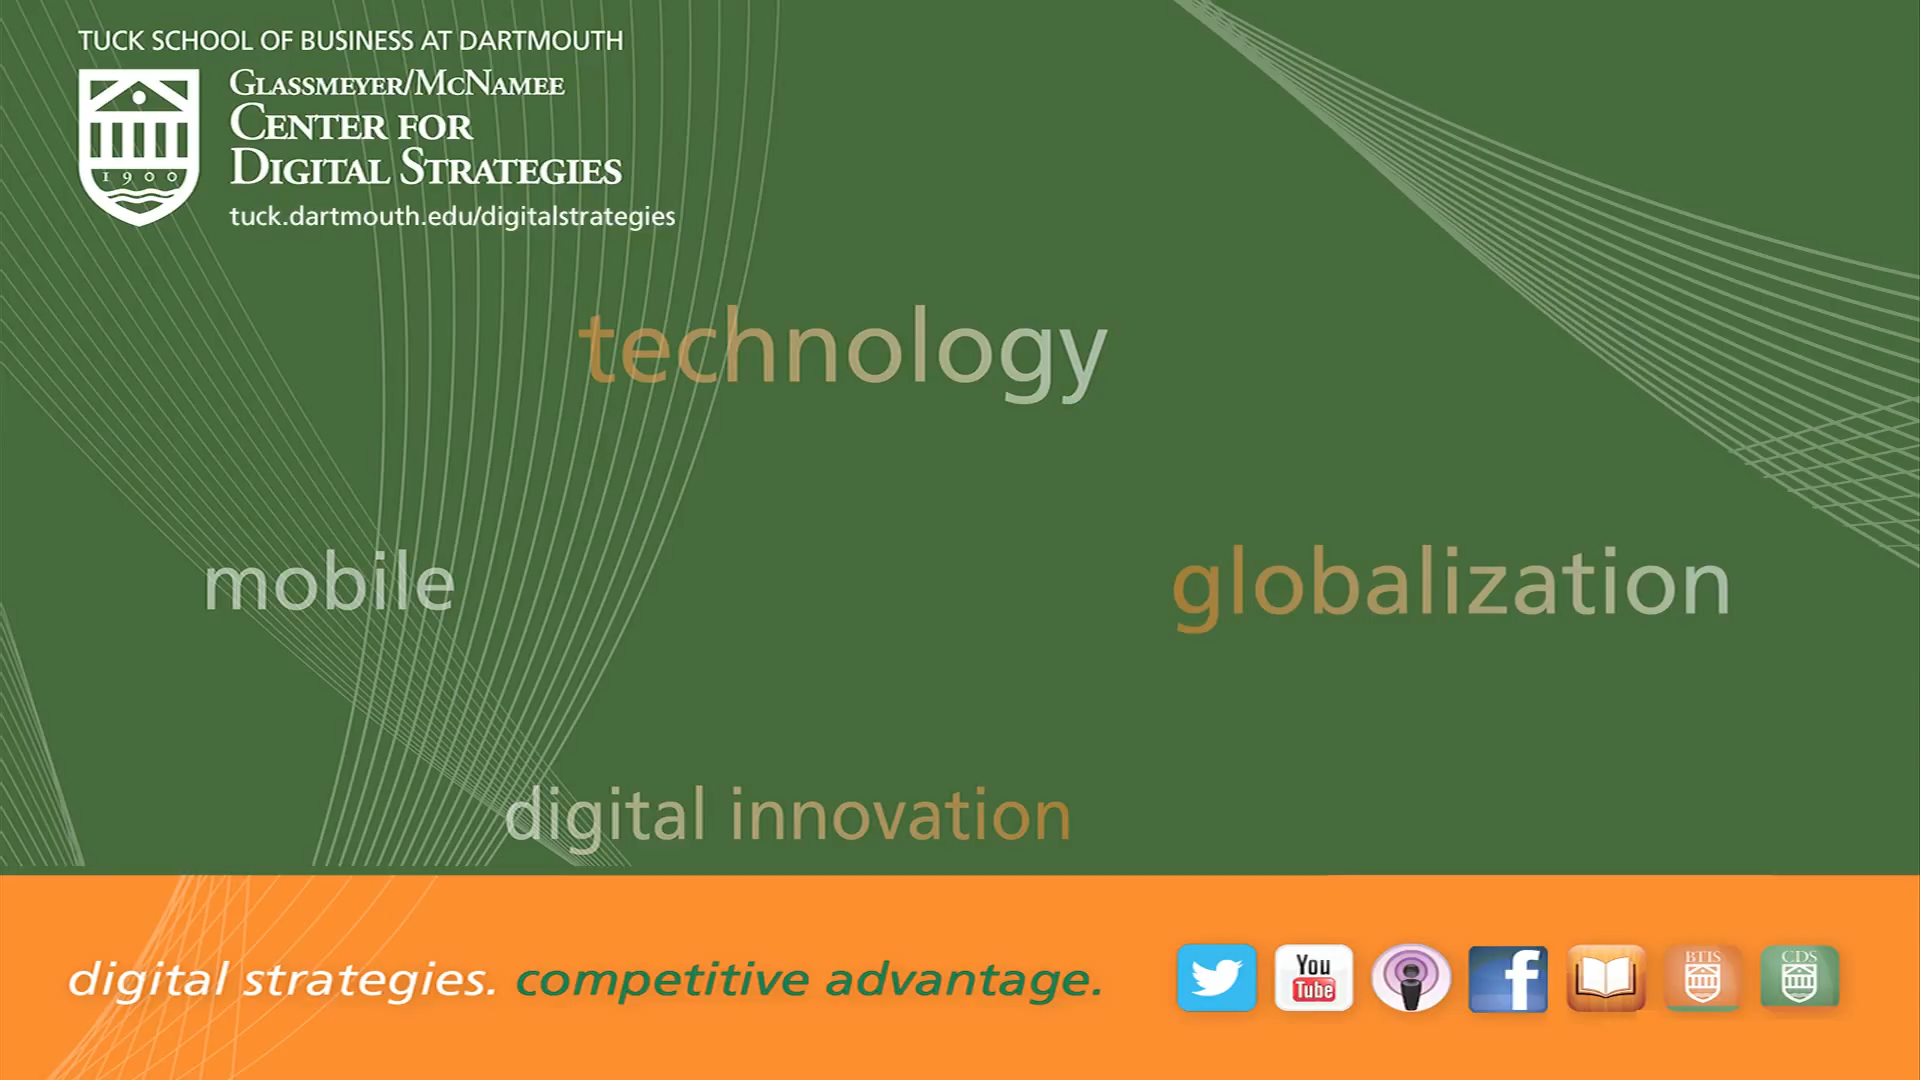 TUCK SCHOOL OF BUSINESS AT DARTMOUTH
GLASSMEYER/MCNAMEE
CENTER FOR
DIGITAL STRATEGIES
1900
tuck.dartmouth.edu/digitalstrategies
technology
mobile
globalization
digital innovation
digital strategies. competitive advantage.
You
Tube
f
BTIS
CDS